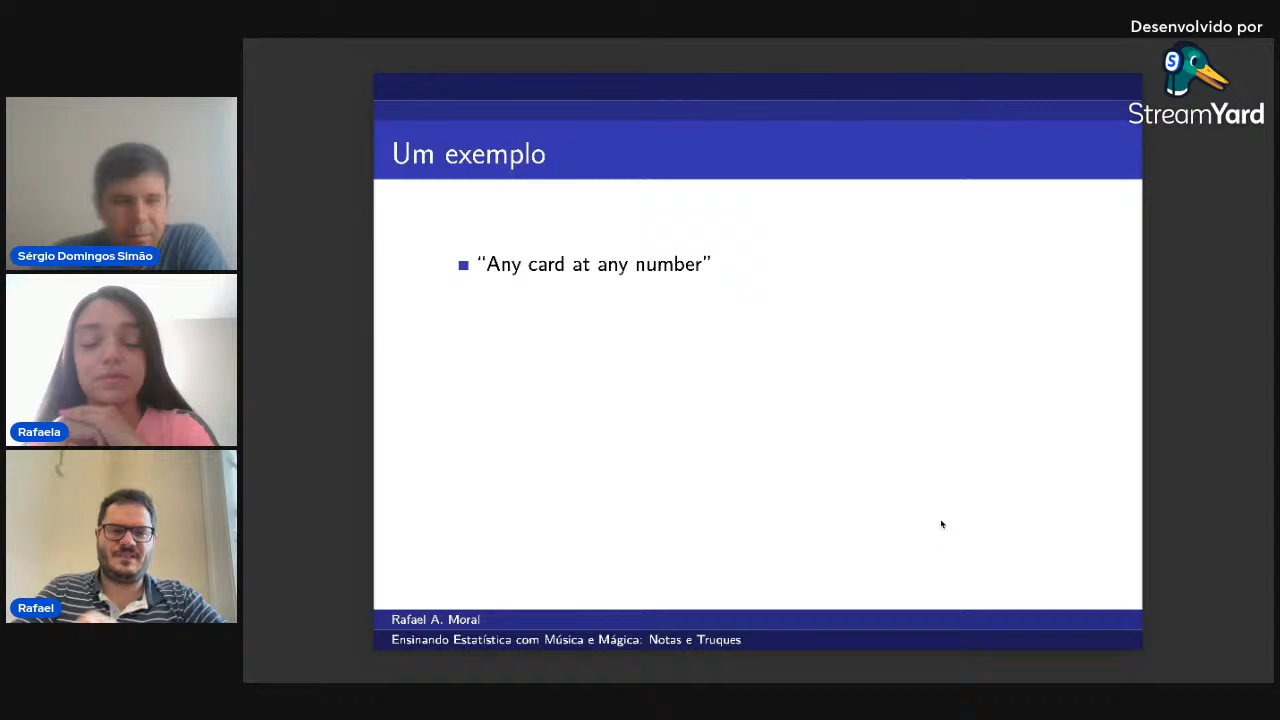 Desenvolvido por
StreamYard
Sérgio Domingos Simão
Rafaela
Rafael
Um exemplo
“Any card at any number”
Rafael A. Moral
Ensinando Estatística com Música e Mágica: Notas e Truques